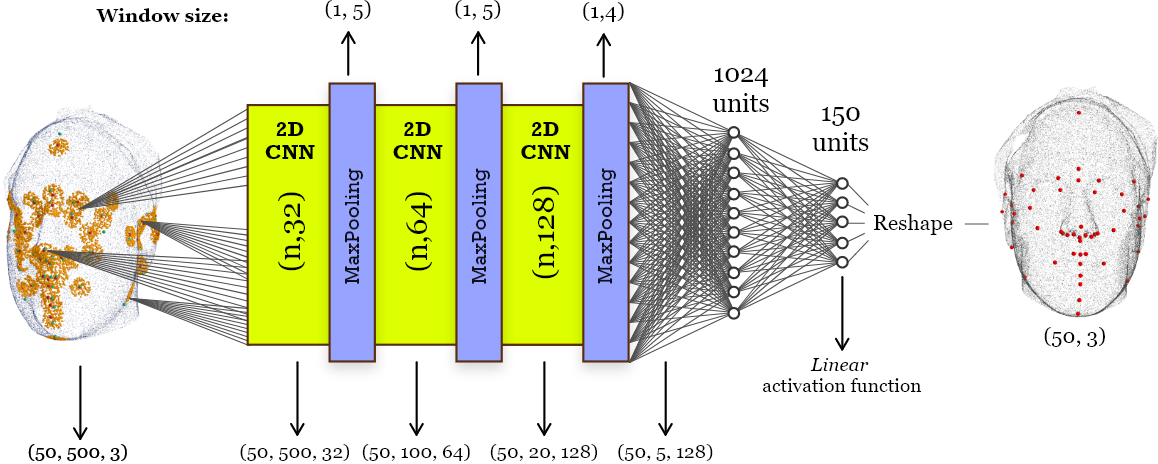 Window size:
(1, 5)
(1, 5)
(1,4)
2D
CNN
(n,32)
MaxPooling
2D
CNN
(n,64)
MaxPooling
2D
CNN
(n,128)
MaxPooling
1024
units
150
units
Reshape
Linear
activation function
(50, 3)
(50, 500, 3)
(50, 500, 32)
(50, 100, 64)
(50, 20, 128)
(50, 5, 128)